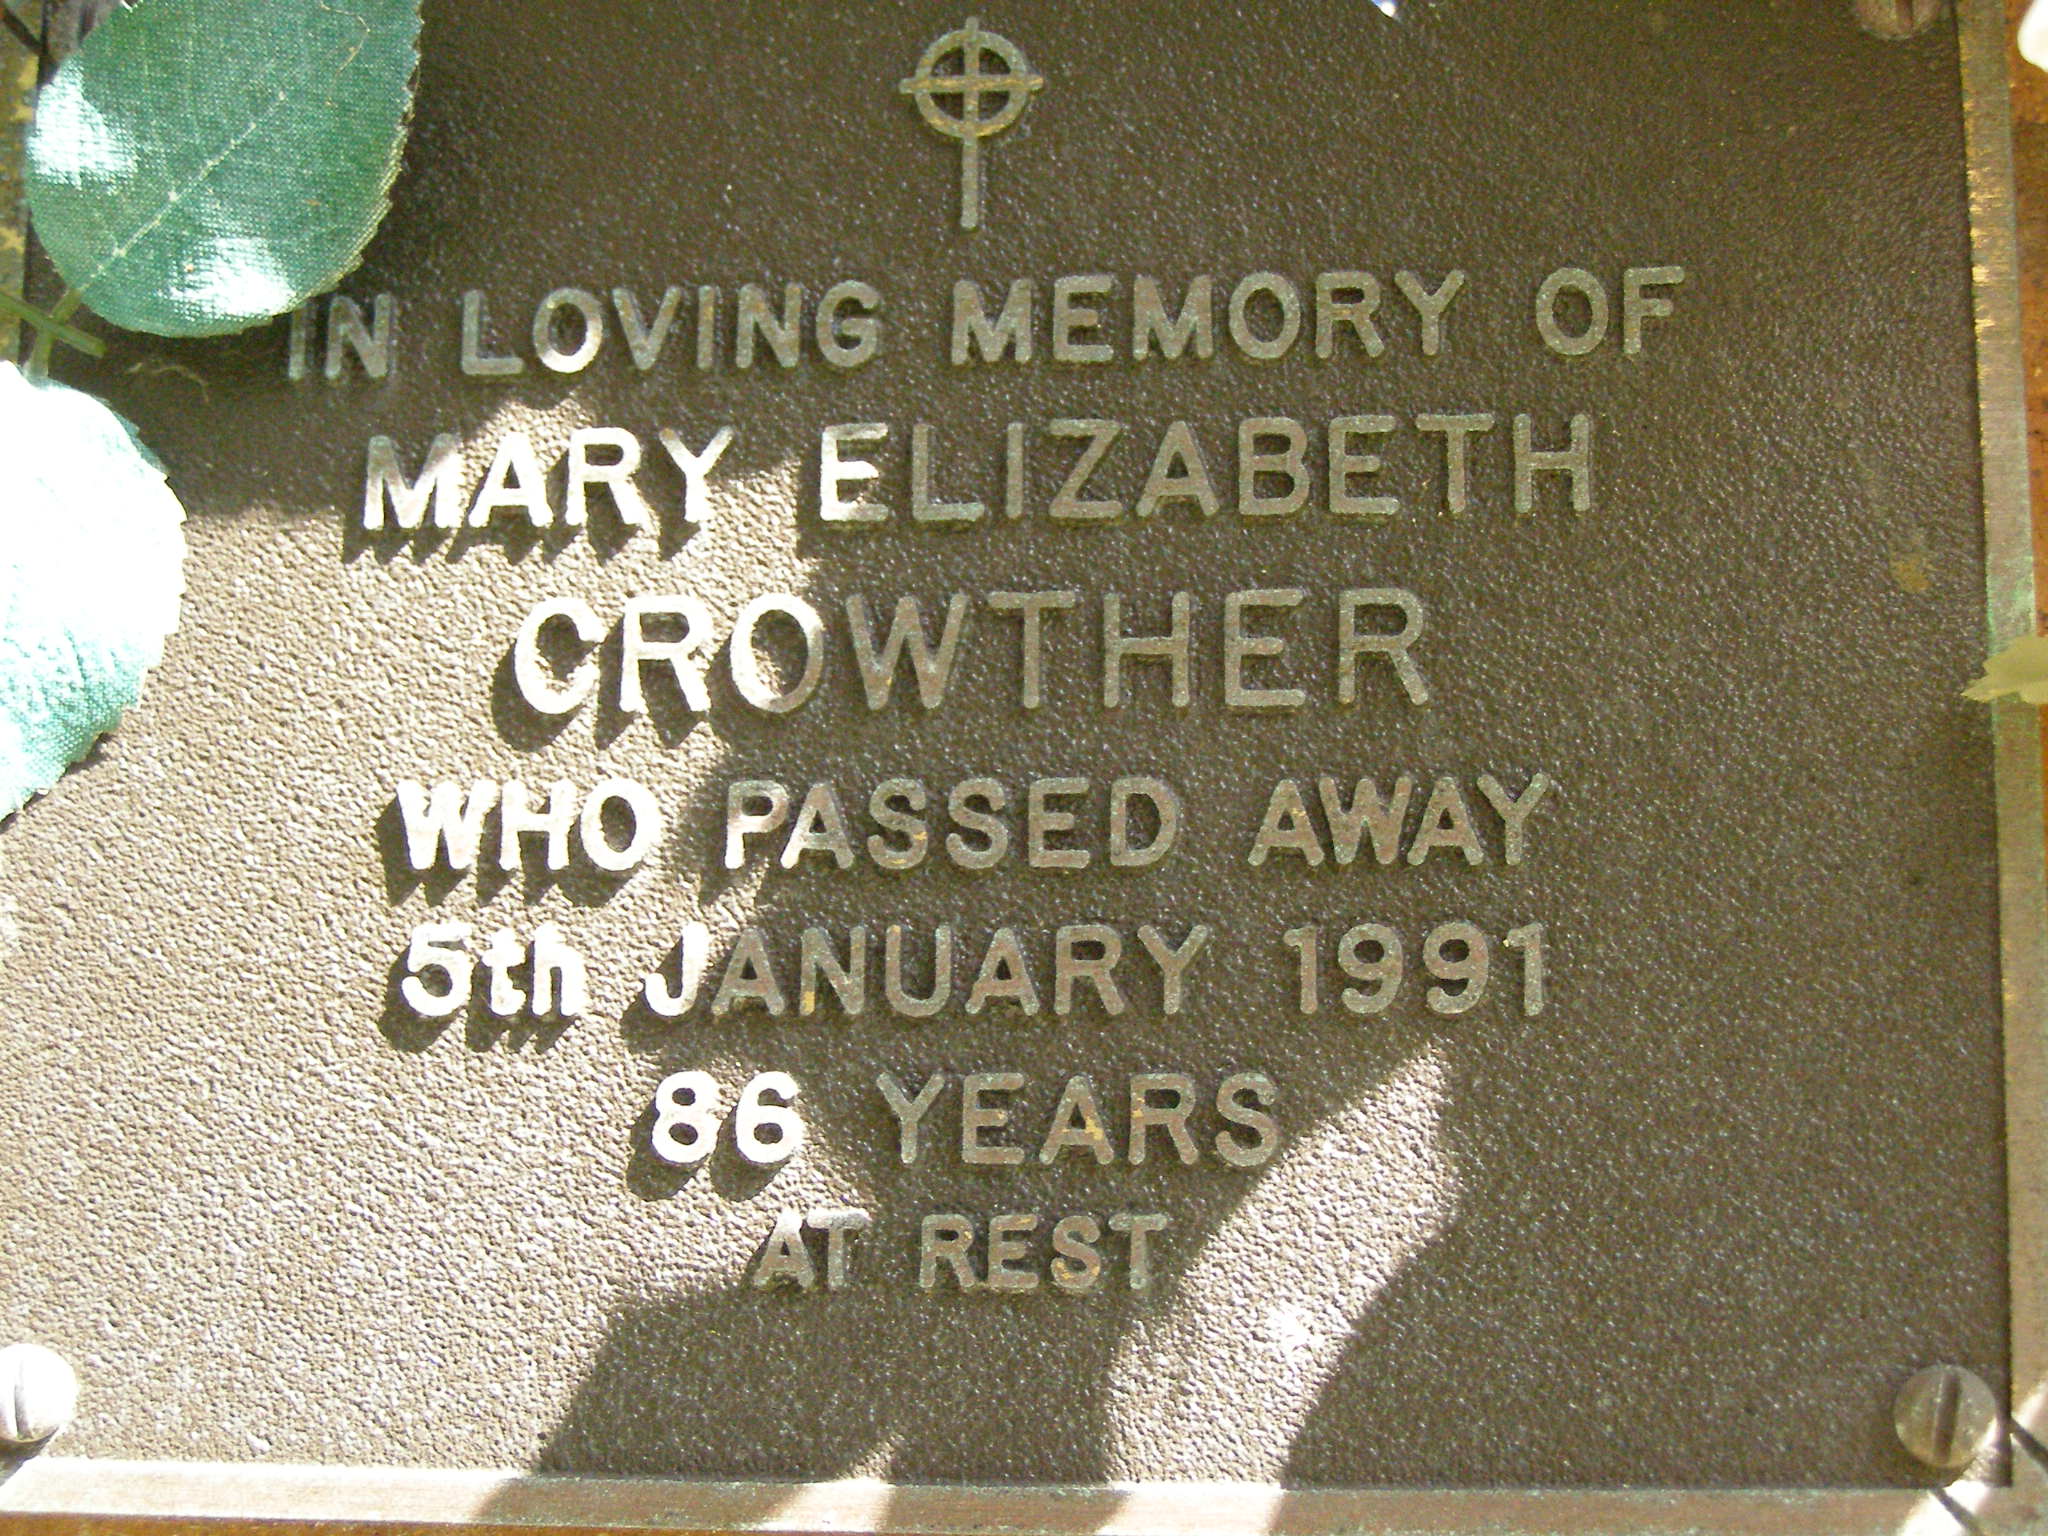 IN LOVING MEMORY OF
MARY ELIZABETH
CROWTHER
WHO PASSED AWAY
5th JANUARY 1991
86 YEARS
AT REST